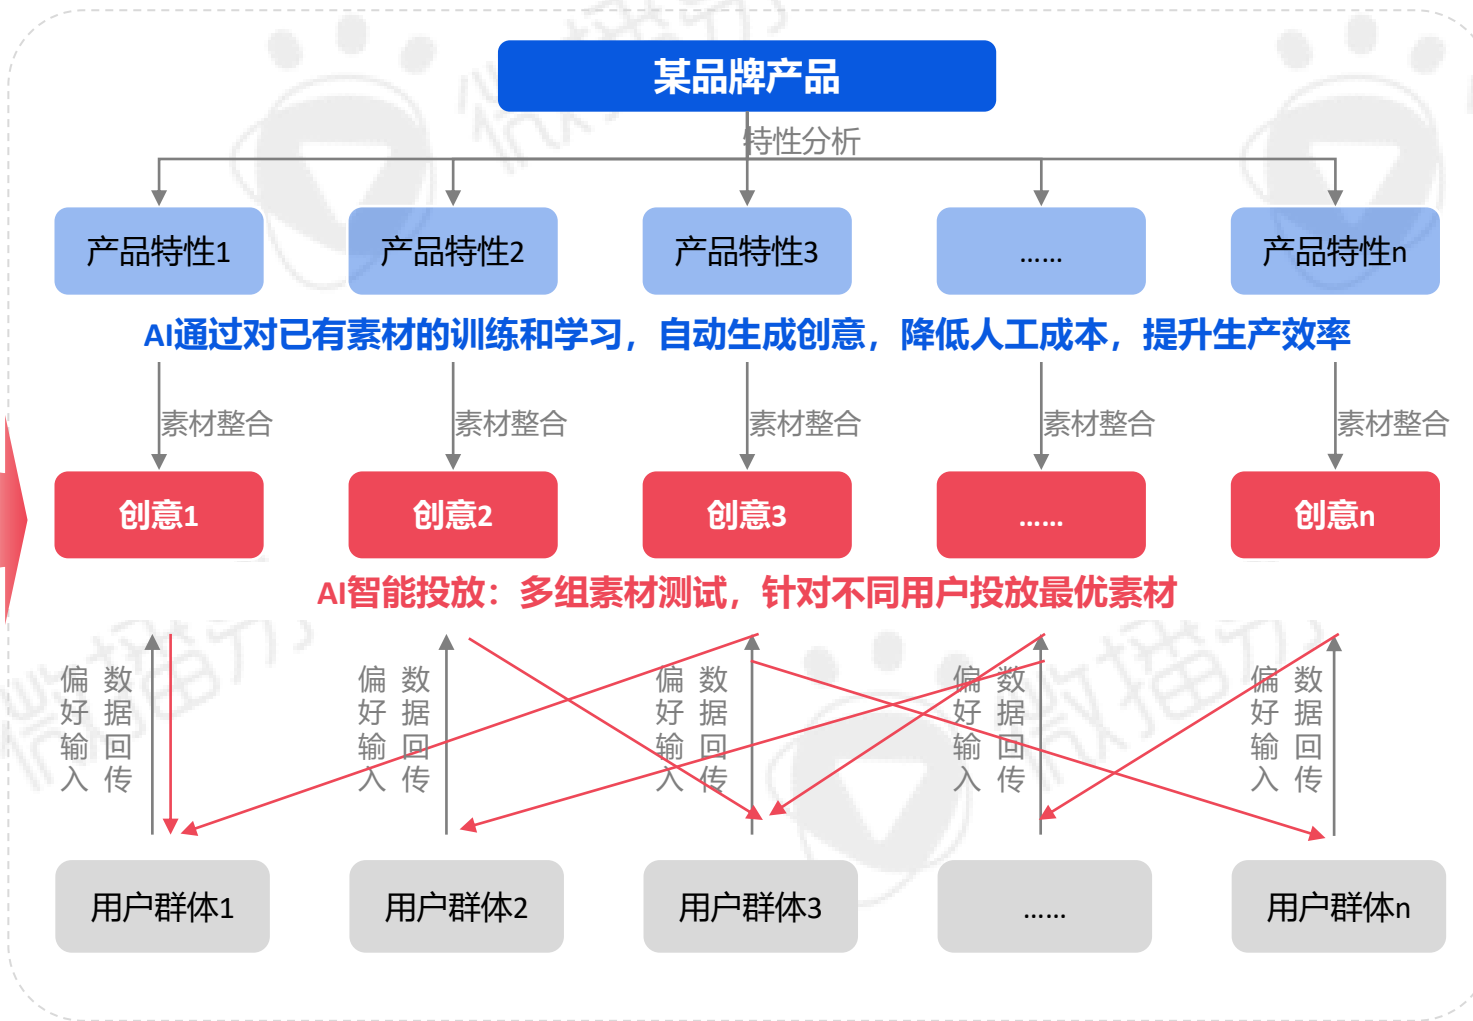 某品牌产品
特性分析
产品特性1
产品特性2
产品特性3
……
产品特性n
AI通过对已有素材的训练和学习，自动生成创意，降低人工成本，提升生产效率
素材整合
素材整合
素材整合
素材整合
素材整合
创意1
创意2
创意3
……
创意n
AI智能投放：多组素材测试，针对不同用户投放最优素材
偏好输入
数据回传
偏好输入
数据回传
偏好输入
数据回传
偏好输入
数据回传
偏好输入
数据回传
用户群体1
用户群体2
用户群体3
……
用户群体n